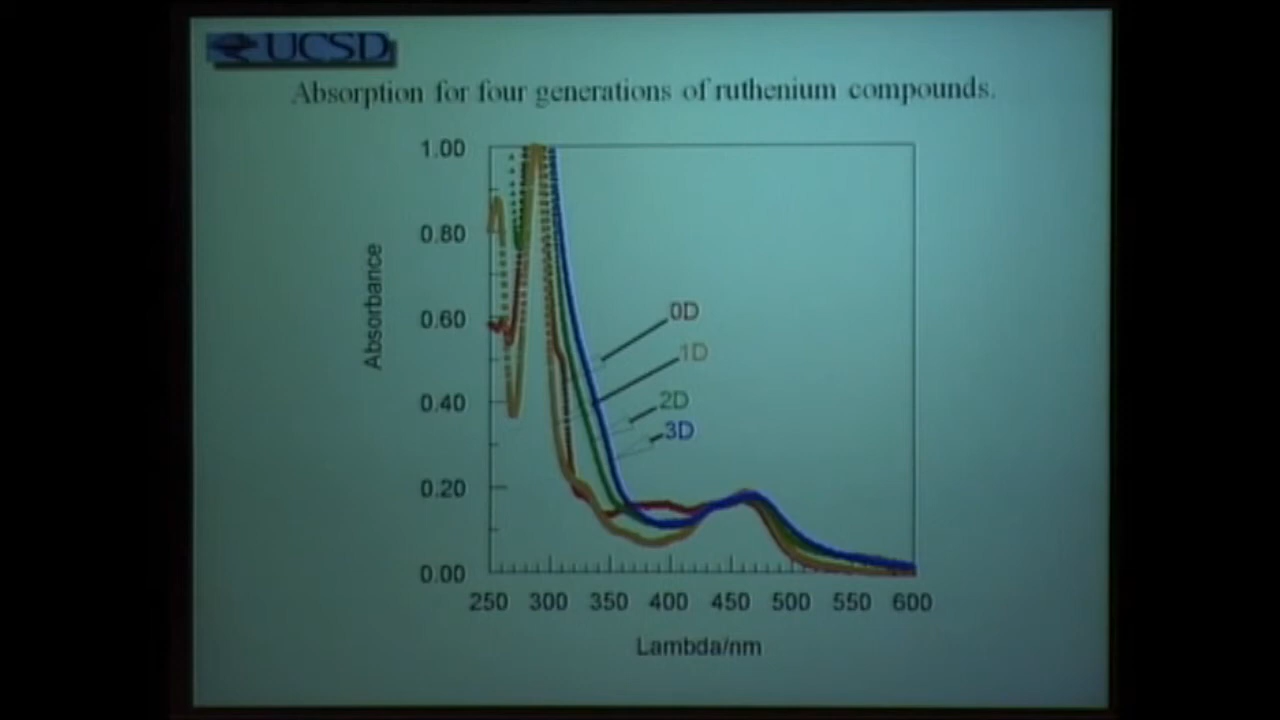 UCSD
Absorption for four generations of ruthenium compounds.
1.00
0.80
0.60
0.40
0.20
0.00
Absorbance
0D
1D
2D
3D
250 300 350 400 450 500 550 600
Lambda/nm